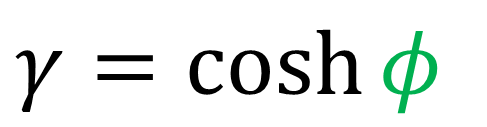 γ = cosh ϕ